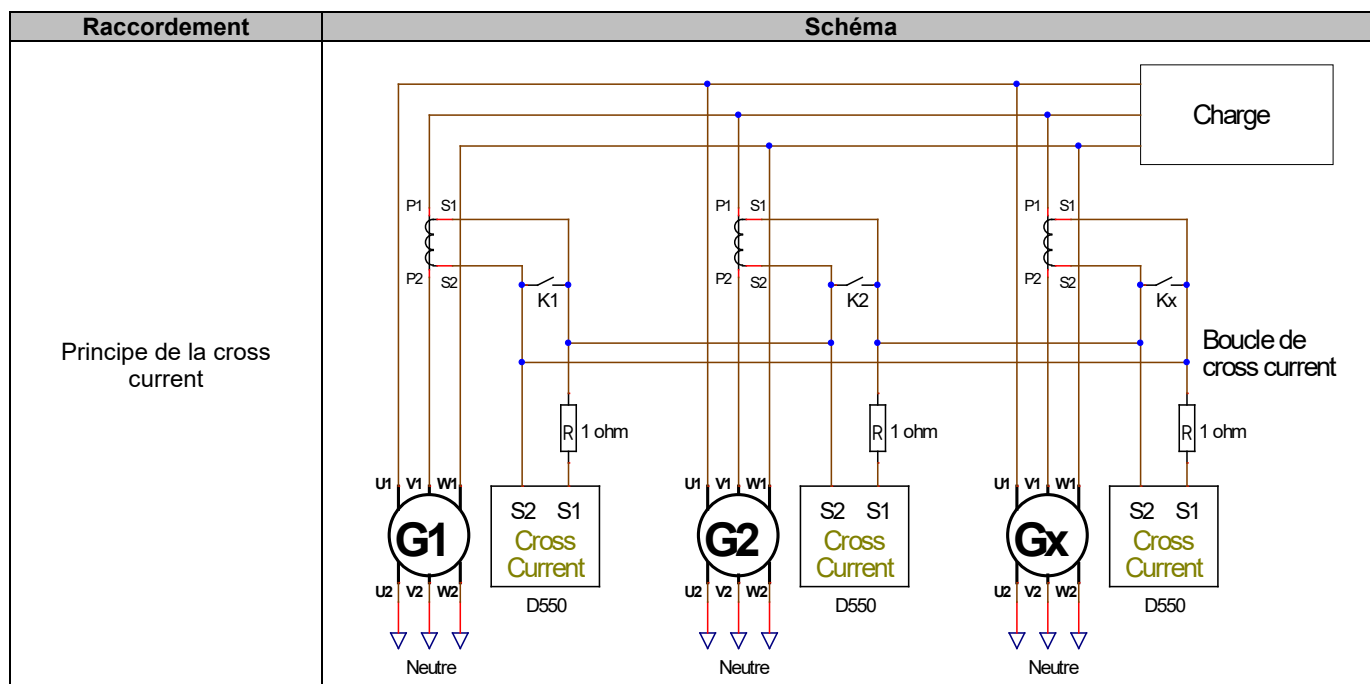 Raccordement
Schéma
Principe de la cross
current
Charge
P1 S1
P2 S2
K1
P1 S1
P2 S2
K2
P1 S1
P2 S2
Kx
Boucle de
cross current
R 1 ohm
R 1 ohm
R 1 ohm
U1 V1 W1
G1
U2 V2 W2
Neutre
S2 S1
Cross
Current
D550
U1 V1 W1
G2
U2 V2 W2
Neutre
S2 S1
Cross
Current
D550
U1 V1 W1
Gx
U2 V2 W2
Neutre
S2 S1
Cross
Current
D550